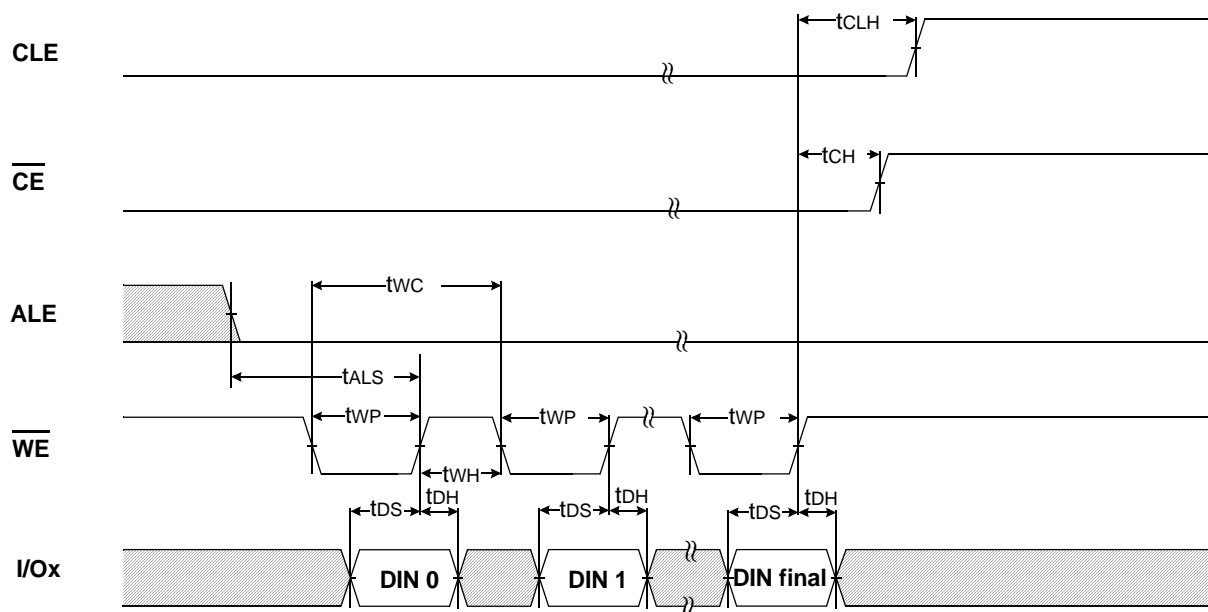 tCLH
CLE
tCH
CE
tWC
ALE
tALS
tWP
tWP
tWP
WE
tWH
tDH
tDH
tDH
tDS
tDS
tDS
I/Ox
DIN 0
DIN 1
DIN final